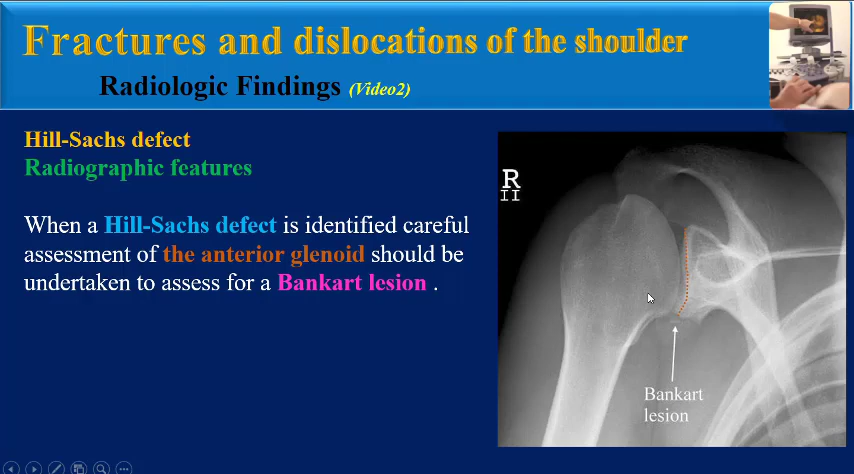 Fractures and dislocations of the shoulder
Radiologic Findings (Video2)
Hill-Sachs defect
Radiographic features
When a Hill-Sachs defect is identified careful
assessment of the anterior glenoid should be
undertaken to assess for a Bankart lesion .
R
II
Bankart
lesion